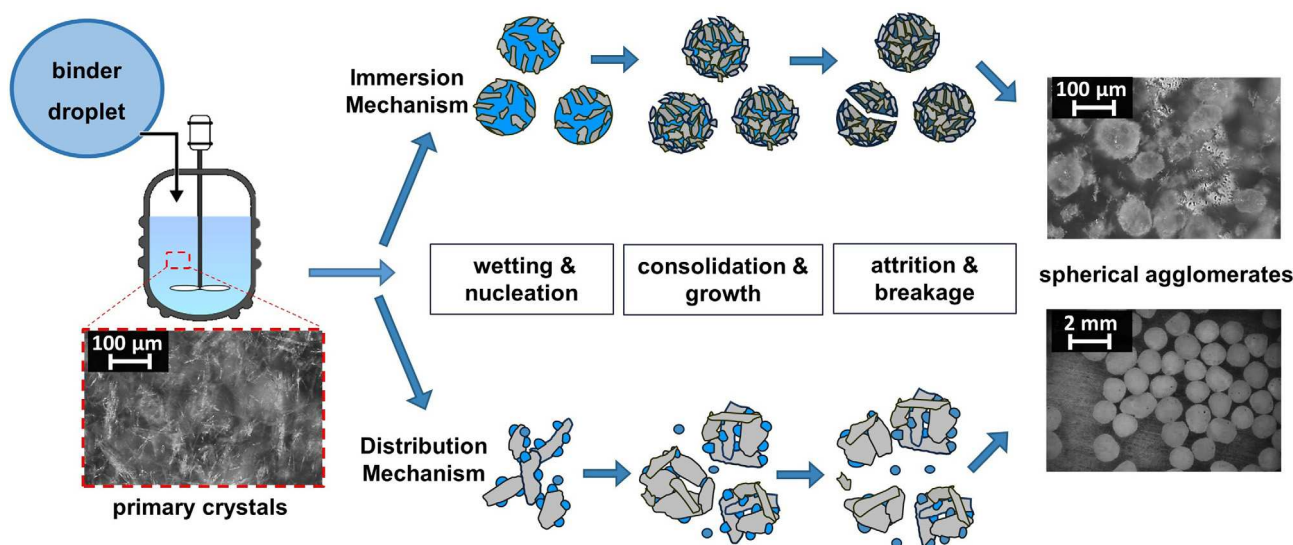 binder
droplet
Immersion
Mechanism
100 µm
wetting &
nucleation
consolidation &
growth
attrition &
breakage
spherical agglomerates
100 µm
2 mm
Distribution
Mechanism
primary crystals